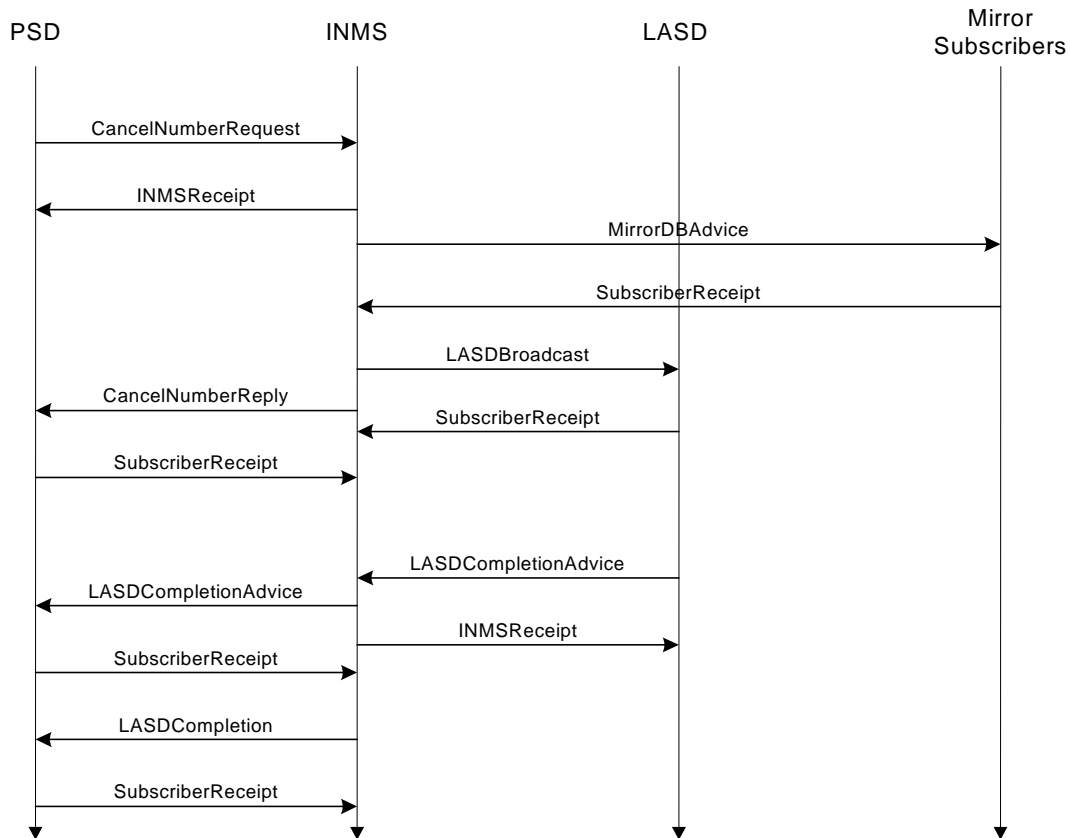 PSD
INMS
LASD
Mirror
Subscribers
CancelNumberRequest
INMSReceipt
MirrorDBAdvice
SubscriberReceipt
LASDBroadcast
CancelNumberReply
SubscriberReceipt
SubscriberReceipt
LASDCompletionAdvice
LASDCompletionAdvice
INMSReceipt
SubscriberReceipt
LASDCompletion
SubscriberReceipt